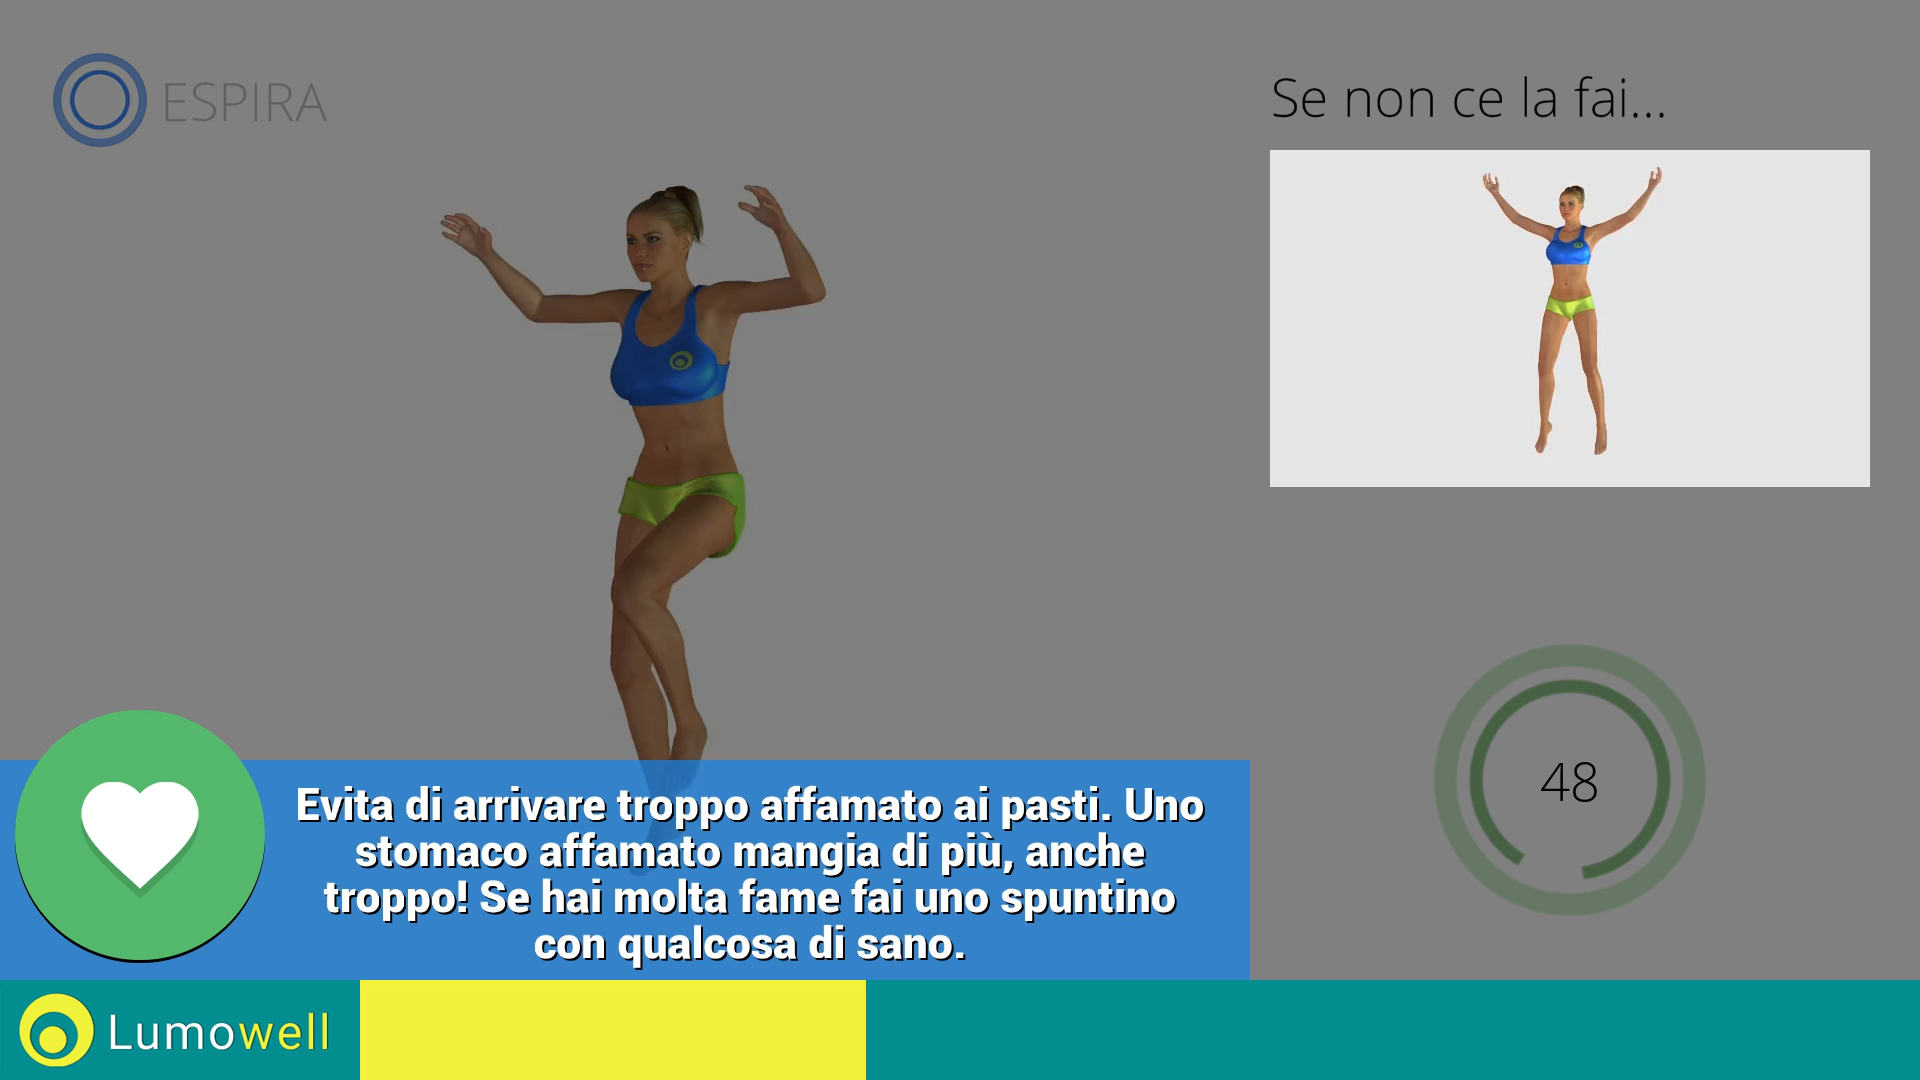 ESPIRA
Se non ce la fai...
48
Evita di arrivare troppo affamato ai pasti. Uno
stomaco affamato mangia di più, anche
troppo! Se hai molta fame fai uno spuntino
con qualcosa di sano.
Lumowell